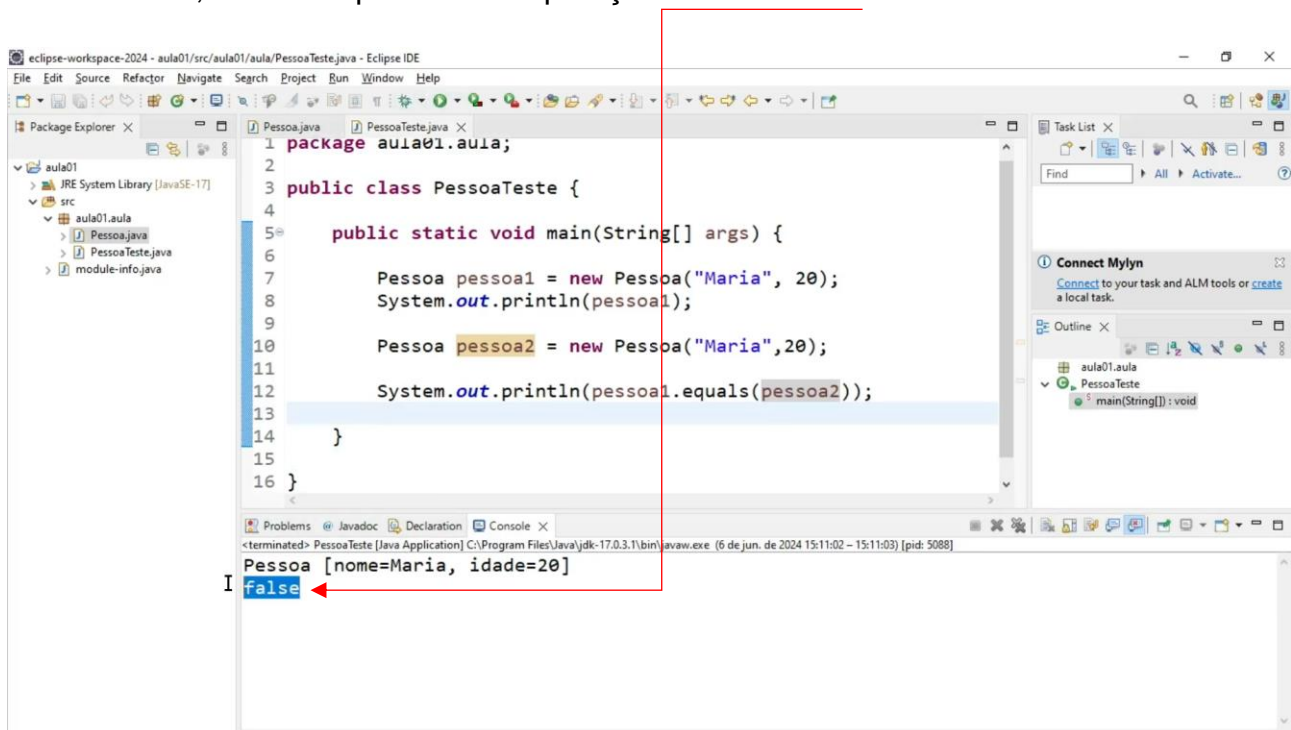 eclipse-workspace-2024 - aula01/src/aula01/aula/PessoaTeste.java - Eclipse IDE
File Edit Source Refactor Navigate Search Project Run Window Help
Package Explorer
aula01
JRE System Library [JavaSE-17]
src
aula01.aula
Pessoa.java
PessoaTeste.java
module-info.java
Pessoa.java PessoaTeste.java
1 package aula01.aula;
2
3 public class PessoaTeste {
4
5 public static void main(String[] args) {
6
7 Pessoa pessoa1 = new Pessoa("Maria", 20);
8 System.out.println(pessoa1);
9
10 Pessoa pessoa2 = new Pessoa("Maria",20);
11
12 System.out.println(pessoa1.equals(pessoa2));
13
14 }
15
16 }
Task List
Find All Activate...
Connect Mylyn
Connect to your task and ALM tools or create
a local task.
Outline
aula01.aula
PessoaTeste
main(String[]) : void
Problems Javadoc Declaration Console
<terminated> PessoaTeste [Java Application] C:\Program Files\Java\jdk-17.0.3.1\bin\javaw.exe (6 de jun. de 2024 15:11:02 – 15:11:03) [pid: 5088]
Pessoa [nome=Maria, idade=20]
false